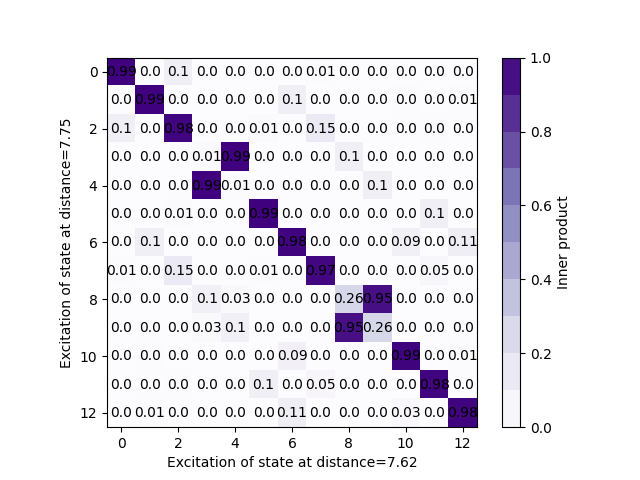 0 0.99 0.0 0.1 0.0 0.0 0.0 0.0 0.01 0.0 0.0 0.0 0.0 0.0
0.0 0.99 0.0 0.0 0.0 0.0 0.1 0.0 0.0 0.0 0.0 0.0 0.01
2 0.1 0.0 0.98 0.0 0.0 0.01 0.0 0.15 0.0 0.0 0.0 0.0 0.0
0.0 0.0 0.0 0.01 0.99 0.0 0.0 0.0 0.1 0.0 0.0 0.0 0.0
4 0.0 0.0 0.0 0.99 0.01 0.0 0.0 0.0 0.0 0.1 0.0 0.0 0.0
0.0 0.0 0.01 0.0 0.0 0.99 0.0 0.0 0.0 0.0 0.0 0.1 0.0
6 0.0 0.1 0.0 0.0 0.0 0.0 0.98 0.0 0.0 0.0 0.09 0.0 0.11
0.01 0.0 0.15 0.0 0.0 0.01 0.0 0.97 0.0 0.0 0.0 0.05 0.0
8 0.0 0.0 0.0 0.1 0.03 0.0 0.0 0.0 0.26 0.95 0.0 0.0 0.0
0.0 0.0 0.0 0.03 0.1 0.0 0.0 0.0 0.95 0.26 0.0 0.0 0.0
10 0.0 0.0 0.0 0.0 0.0 0.0 0.09 0.0 0.0 0.0 0.99 0.0 0.01
0.0 0.0 0.0 0.0 0.0 0.1 0.0 0.05 0.0 0.0 0.0 0.98 0.0
12 0.0 0.01 0.0 0.0 0.0 0.0 0.11 0.0 0.0 0.0 0.03 0.0 0.98
0 2 4 6 8 10 12
Excitation of state at distance=7.62
Excitation of state at distance=7.75
1.0
0.8
0.6
0.4
0.2
0.0
Inner product